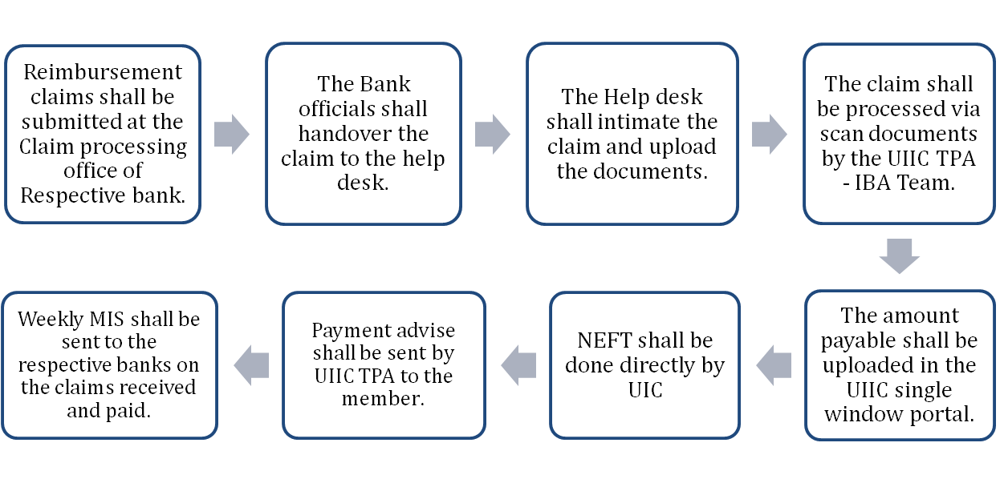 Reimbursement
claims shall be
submitted at the
Claim processing
office of
Respective bank.
The Bank
officials shall
handover the
claim to the help
desk.
The Help desk
shall intimate the
claim and upload
the documents.
The claim shall
be processed via
scan documents
by the UIIC TPA
- IBA Team.
The amount
payable shall be
uploaded in the
UIIC single
window portal.
NEFT shall be
done directly by
UIC
Payment advise
shall be sent by
UIIC TPA to the
member.
Weekly MIS shall be
sent to the
respective banks on
the claims received
and paid.